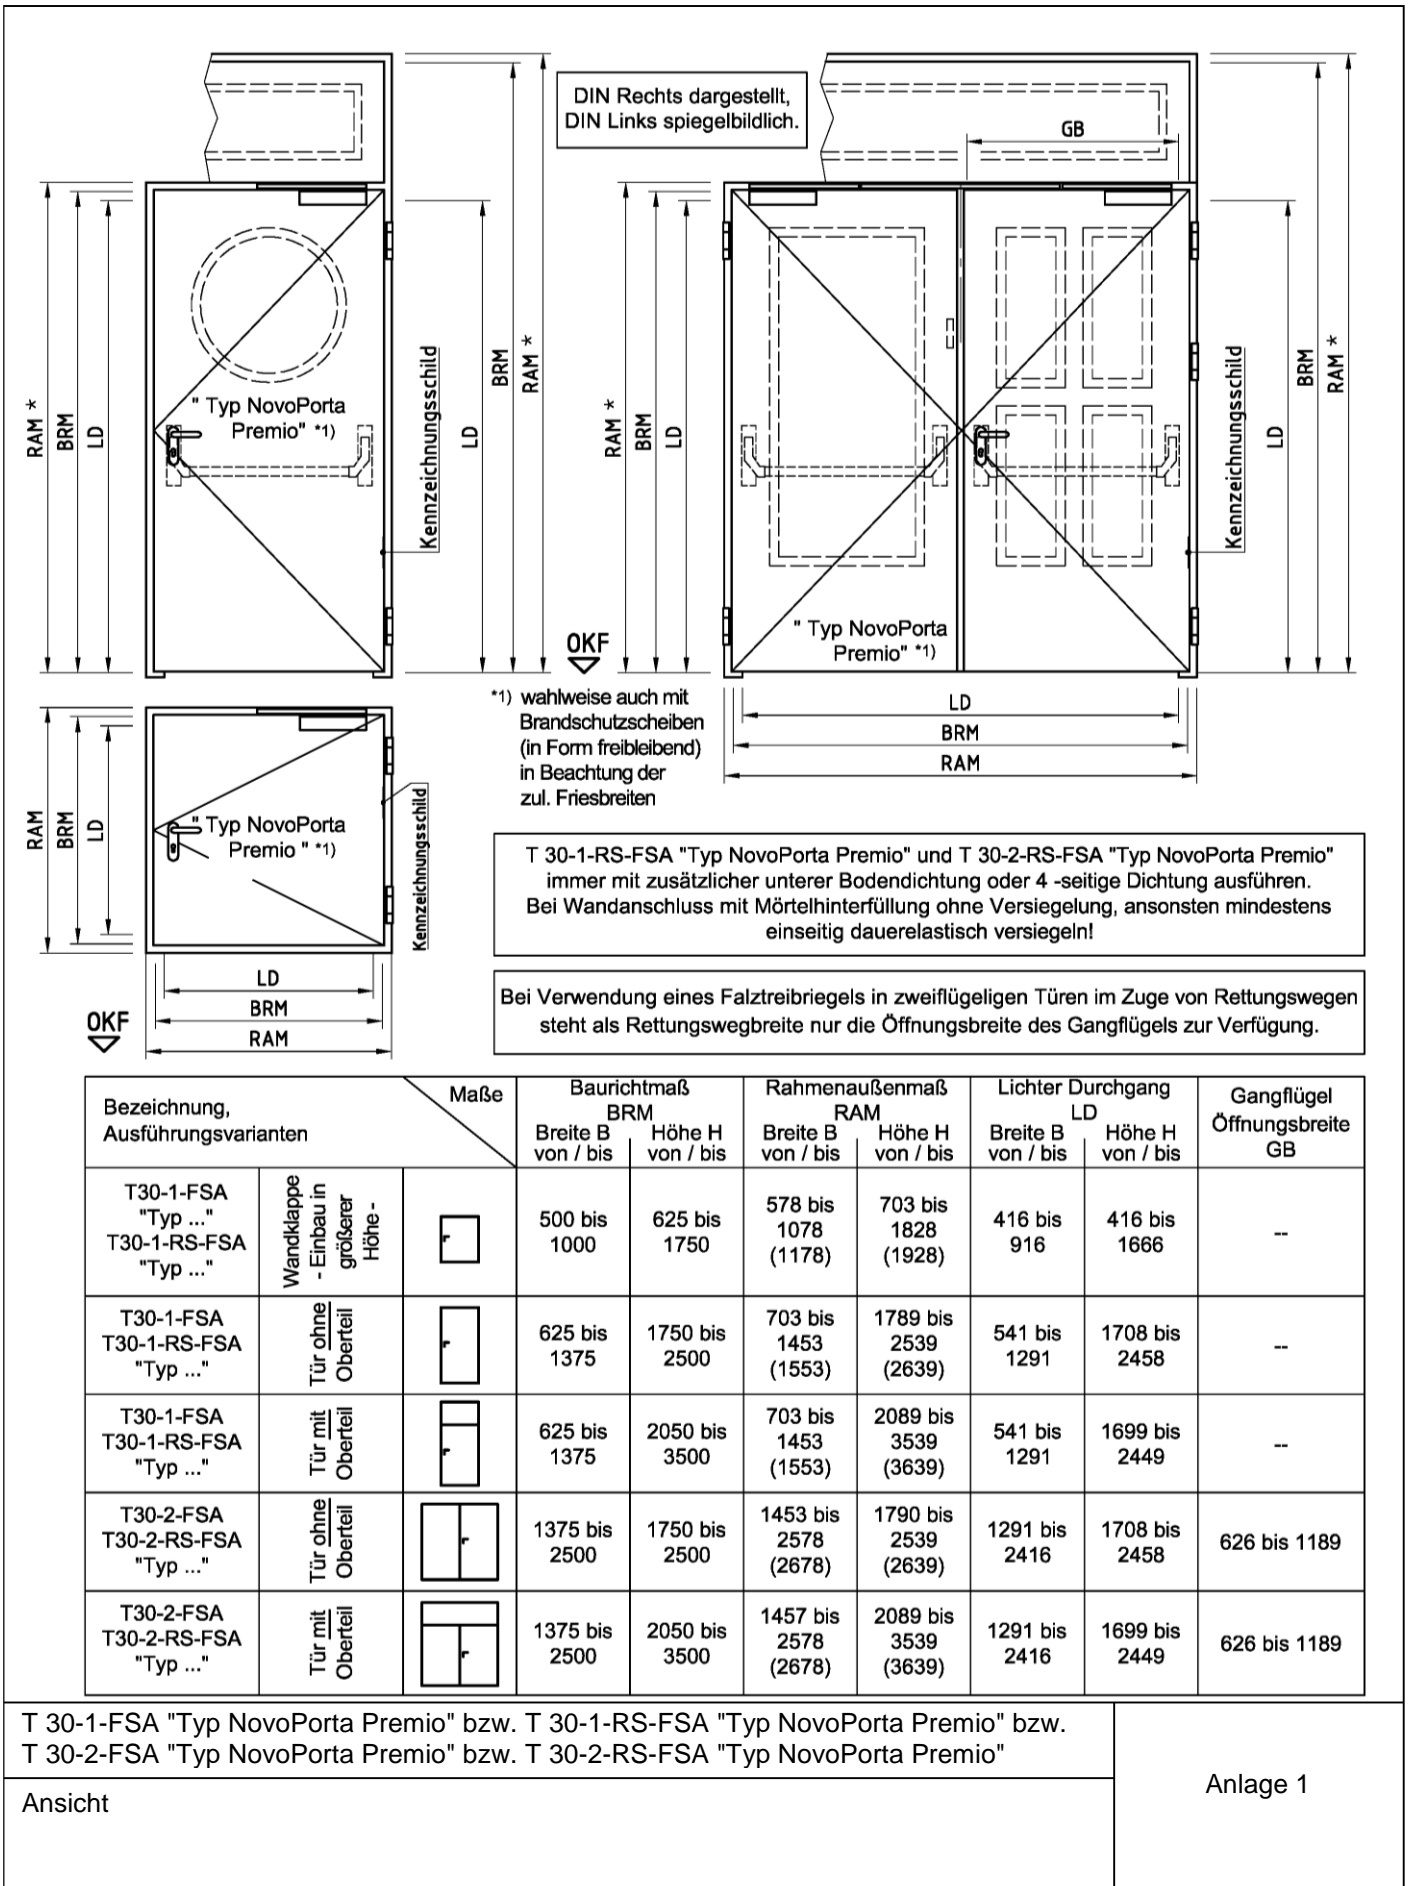 DIN Rechts dargestellt,
DIN Links spiegelbildlich.
GB
RAM *
BRM
LD
" Typ NovoPorta
Premio" *1)
Kennzeichnungsschild
LD
BRM
RAM *
RAM *
BRM
LD
" Typ NovoPorta
Premio" *1)
Kennzeichnungsschild
LD
BRM
RAM *
OKF
*1) wahlweise auch mit
Brandschutzscheiben
(in Form freibleibend)
in Beachtung der
zul. Friesbreiten
LD
BRM
RAM
RAM
BRM
LD
" Typ NovoPorta
Premio " *1)
Kennzeichnungsschild
LD
BRM
RAM
OKF
T 30-1-RS-FSA "Typ NovoPorta Premio" und T 30-2-RS-FSA "Typ NovoPorta Premio"
immer mit zusätzlicher unterer Bodendichtung oder 4 -seitige Dichtung ausführen.
Bei Wandanschluss mit Mörtelhinterfüllung ohne Versiegelung, ansonsten mindestens
einseitig dauerelastisch versiegeln!
Bei Verwendung eines Falztreibriegels in zweiflügeligen Türen im Zuge von Rettungswegen
steht als Rettungswegbreite nur die Öffnungsbreite des Gangflügels zur Verfügung.
Bezeichnung,
Ausführungsvarianten
Maße
Baurichtmaß
BRM
Breite B
von / bis
Höhe H
von / bis
Rahmenaußenmaß
RAM
Breite B
von / bis
Höhe H
von / bis
Lichter Durchgang
LD
Breite B
von / bis
Höhe H
von / bis
Gangflügel
Öffnungsbreite
GB
T30-1-FSA
"Typ ..."
T30-1-RS-FSA
"Typ ..."
Wandklappe
- Einbau in
größerer
Höhe -
500 bis
1000
625 bis
1750
578 bis
1078
(1178)
703 bis
1828
(1928)
416 bis
916
416 bis
1666
--
T30-1-FSA
T30-1-RS-FSA
"Typ ..."
Tür ohne
Oberteil
625 bis
1375
1750 bis
2500
703 bis
1453
(1553)
1789 bis
2539
(2639)
541 bis
1291
1708 bis
2458
--
T30-1-FSA
T30-1-RS-FSA
"Typ ..."
Tür mit
Oberteil
625 bis
1375
2050 bis
3500
703 bis
1453
(1553)
2089 bis
3539
(3639)
541 bis
1291
1699 bis
2449
--
T30-2-FSA
T30-2-RS-FSA
"Typ ..."
Tür ohne
Oberteil
1375 bis
2500
1750 bis
2500
1453 bis
2578
(2678)
1790 bis
2539
(2639)
1291 bis
2416
1708 bis
2458
626 bis 1189
T30-2-FSA
T30-2-RS-FSA
"Typ ..."
Tür mit
Oberteil
1375 bis
2500
2050 bis
3500
1457 bis
2578
(2678)
2089 bis
3539
(3639)
1291 bis
2416
1699 bis
2449
626 bis 1189
T 30-1-FSA "Typ NovoPorta Premio" bzw. T 30-1-RS-FSA "Typ NovoPorta Premio" bzw.
T 30-2-FSA "Typ NovoPorta Premio" bzw. T 30-2-RS-FSA "Typ NovoPorta Premio"
Ansicht
Anlage 1